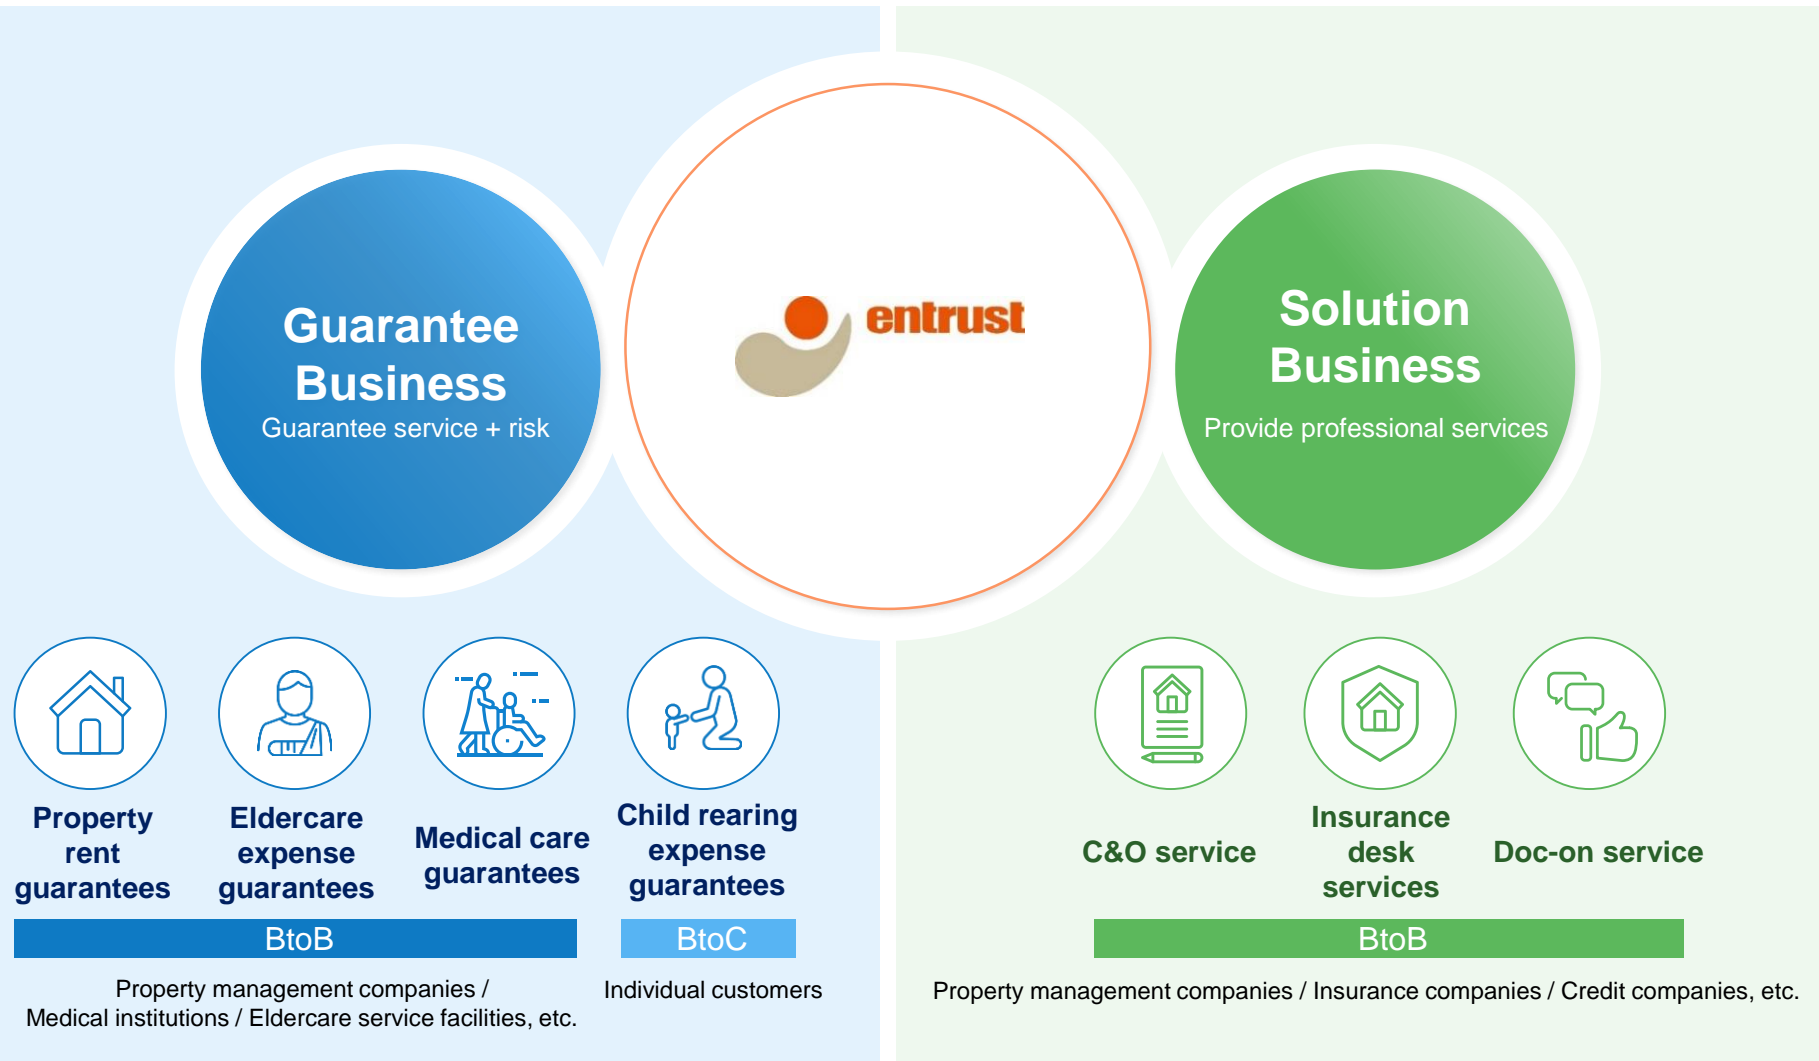 entrust
Guarantee
Business
Guarantee service + risk
Solution
Business
Provide professional services
Property
rent
guarantees
Eldercare
expense
guarantees
Medical care
guarantees
Child rearing
expense
guarantees
BtoB
BtoC
Property management companies /
Medical institutions / Eldercare service facilities, etc.
Individual customers
C&O service
Insurance
desk
services
Doc-on service
BtoB
Property management companies / Insurance companies / Credit companies, etc.